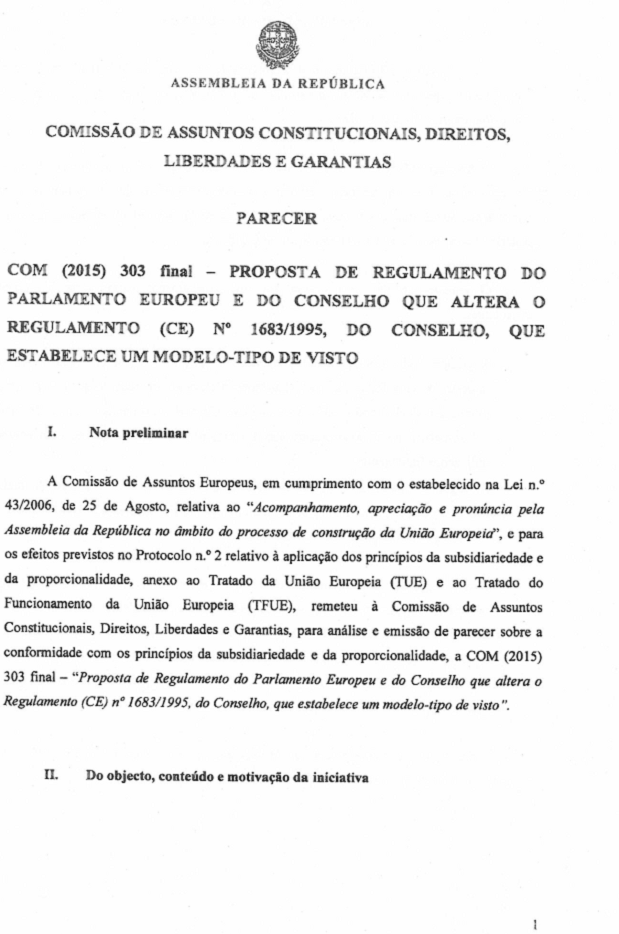 ASSEMBLEIA DA REPÚBLICA
COMISSÃO DE ASSUNTOS CONSTITUCIONAIS, DIREITOS,
LIBERDADES E GARANTIAS
PARECER
COM (2015) 303 final – PROPOSTA DE REGULAMENTO DO
PARLAMENTO EUROPEU E DO CONSELHO QUE ALTERA O
REGULAMENTO (CE) Nº 1683/1995, DO CONSELHO, QUE
ESTABELECE UM MODELO-TIPO DE VISTO
I. Nota preliminar
A Comissão de Assuntos Europeus, em cumprimento com o estabelecido na Lei n.º
43/2006, de 25 de Agosto, relativa ao “Acompanhamento, apreciação e pronúncia pela
Assembleia da República no âmbito do processo de construção da União Europeia”, e para
os efeitos previstos no Protocolo n.º 2 relativo à aplicação dos princípios da subsidiariedade e
da proporcionalidade, anexo ao Tratado da União Europeia (TUE) e ao Tratado do
Funcionamento da União Europeia (TFUE), remeteu à Comissão de Assuntos
Constitucionais, Direitos, Liberdades e Garantias, para análise e emissão de parecer sobre a
conformidade com os princípios da subsidiariedade e da proporcionalidade, a COM (2015)
303 final – “Proposta de Regulamento do Parlamento Europeu e do Conselho que altera o
Regulamento (CE) nº 1683/1995, do Conselho, que estabelece um modelo-tipo de visto”.
II. Do objecto, conteúdo e motivação da iniciativa
1